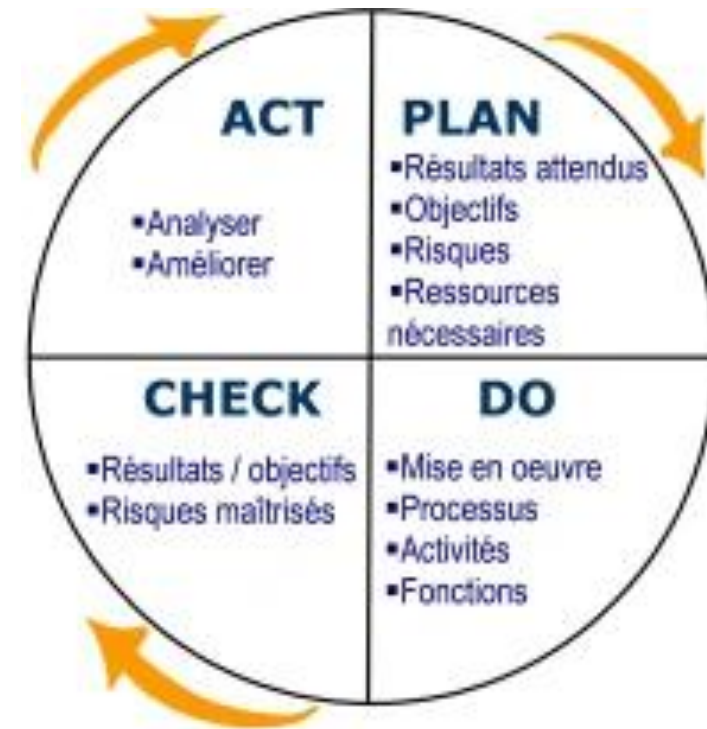 ACT
▪Analyser
▪Améliorer
PLAN
▪Résultats attendus
▪Objectifs
▪Risques
▪Ressources
nécessaires
CHECK
▪Résultats / objectifs
▪Risques maîtrisés
DO
▪Mise en oeuvre
▪Processus
▪Activités
▪Fonctions